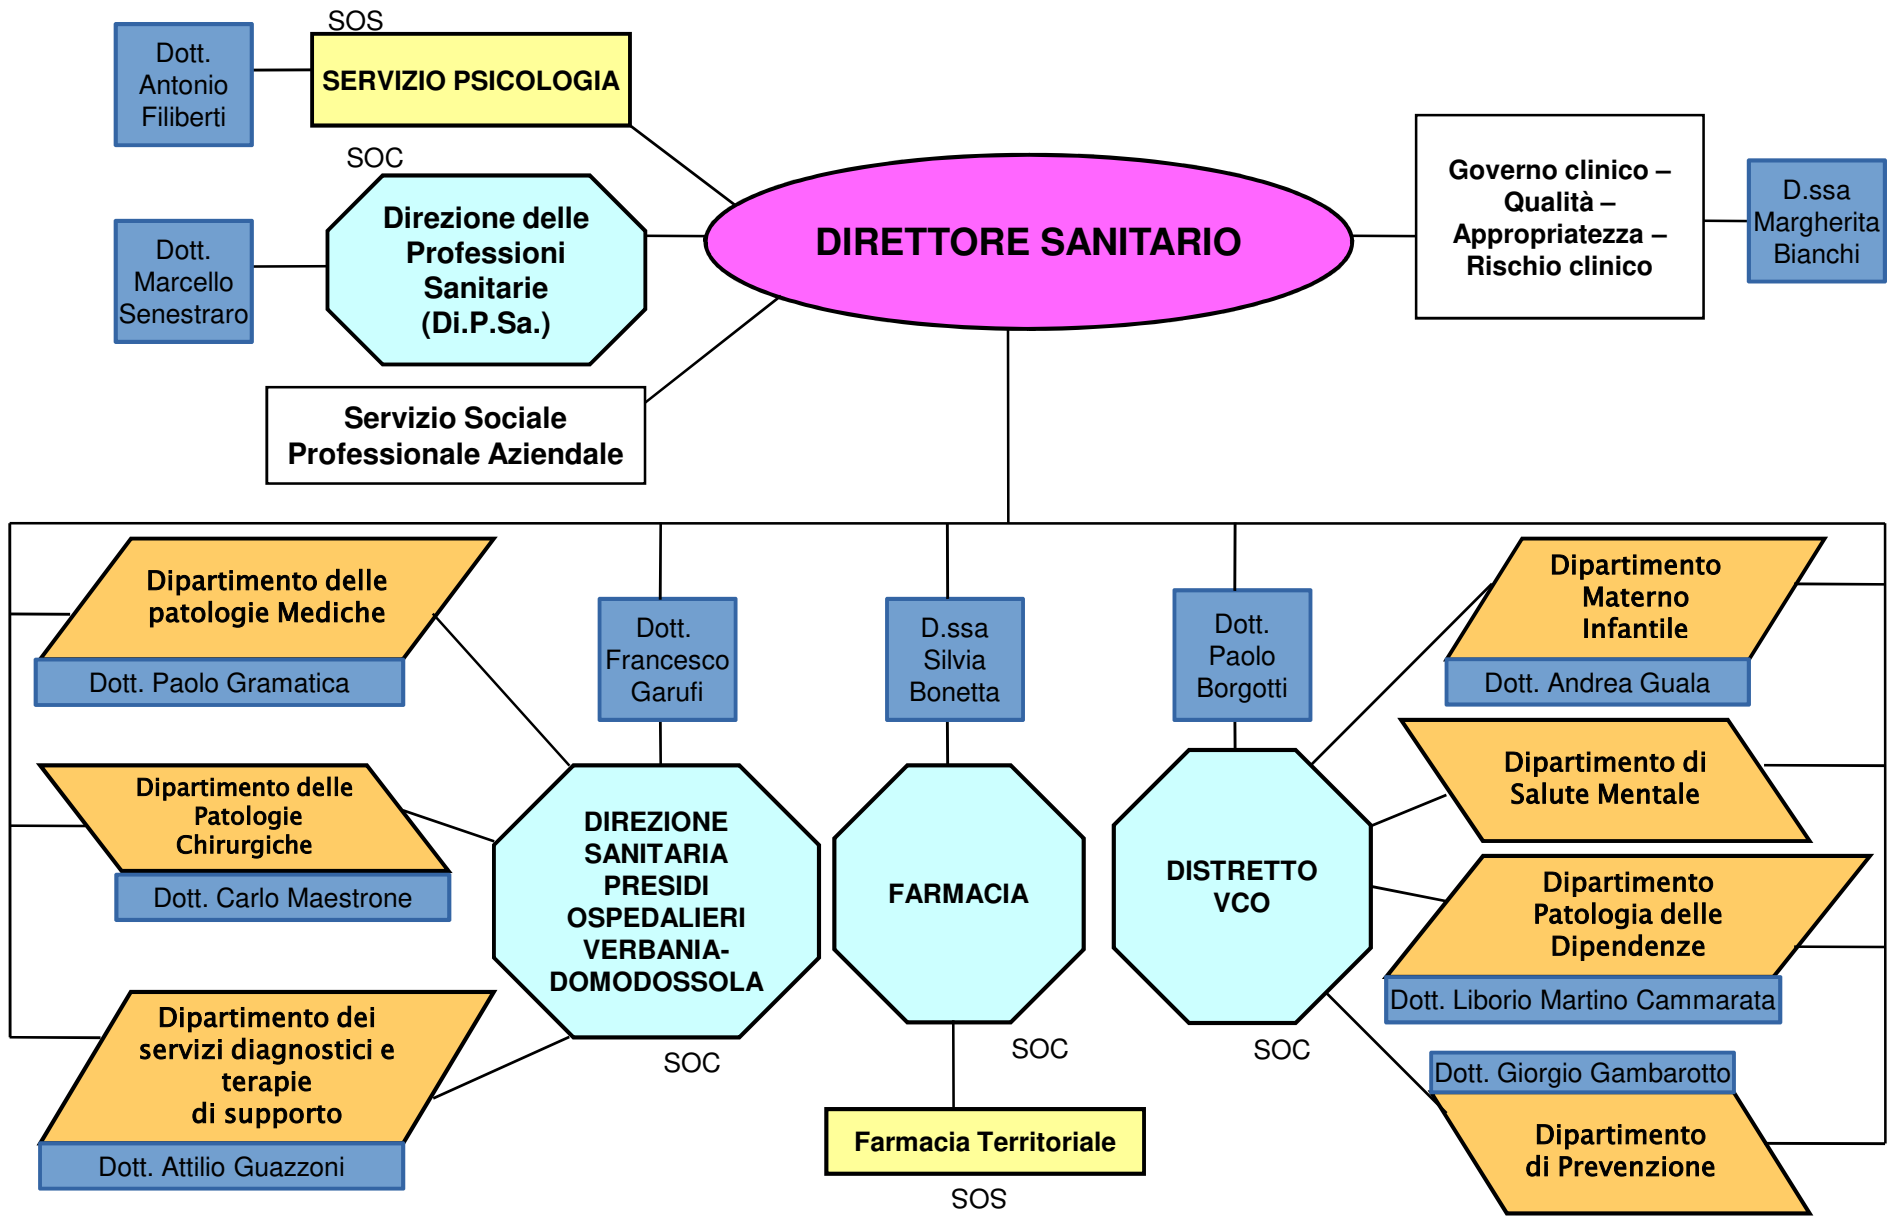 SOS
Dott.
Antonio
Filiberti
SERVIZIO PSICOLOGIA
SOC
Dott.
Marcello
Senestraro
Direzione delle
Professioni
Sanitarie
(Di.P.Sa.)
DIRETTORE SANITARIO
Governo clinico –
Qualità –
Appropriatezza –
Rischio clinico
D.ssa
Margherita
Bianchi
Servizio Sociale
Professionale Aziendale
Dipartimento delle
patologie Mediche
Dott. Paolo Gramatica
Dott.
Francesco
Garufi
D.ssa
Silvia
Bonetta
Dott.
Paolo
Borgotti
Dipartimento
Materno
Infantile
Dott. Andrea Guala
Dipartimento delle
Patologie
Chirurgiche
Dott. Carlo Maestrone
DIREZIONE
SANITARIA
PRESIDI
OSPEDALIERI
VERBANIA-
DOMODOSSOLA
SOC
FARMACIA
SOC
DISTRETTO
VCO
SOC
Dipartimento di
Salute Mentale
Dipartimento
Patologia delle
Dipendenze
Dott. Liborio Martino Cammarata
Dipartimento dei
servizi diagnostici e
terapie
di supporto
Dott. Attilio Guazzoni
Farmacia Territoriale
SOS
Dott. Giorgio Gambarotto
Dipartimento
di Prevenzione